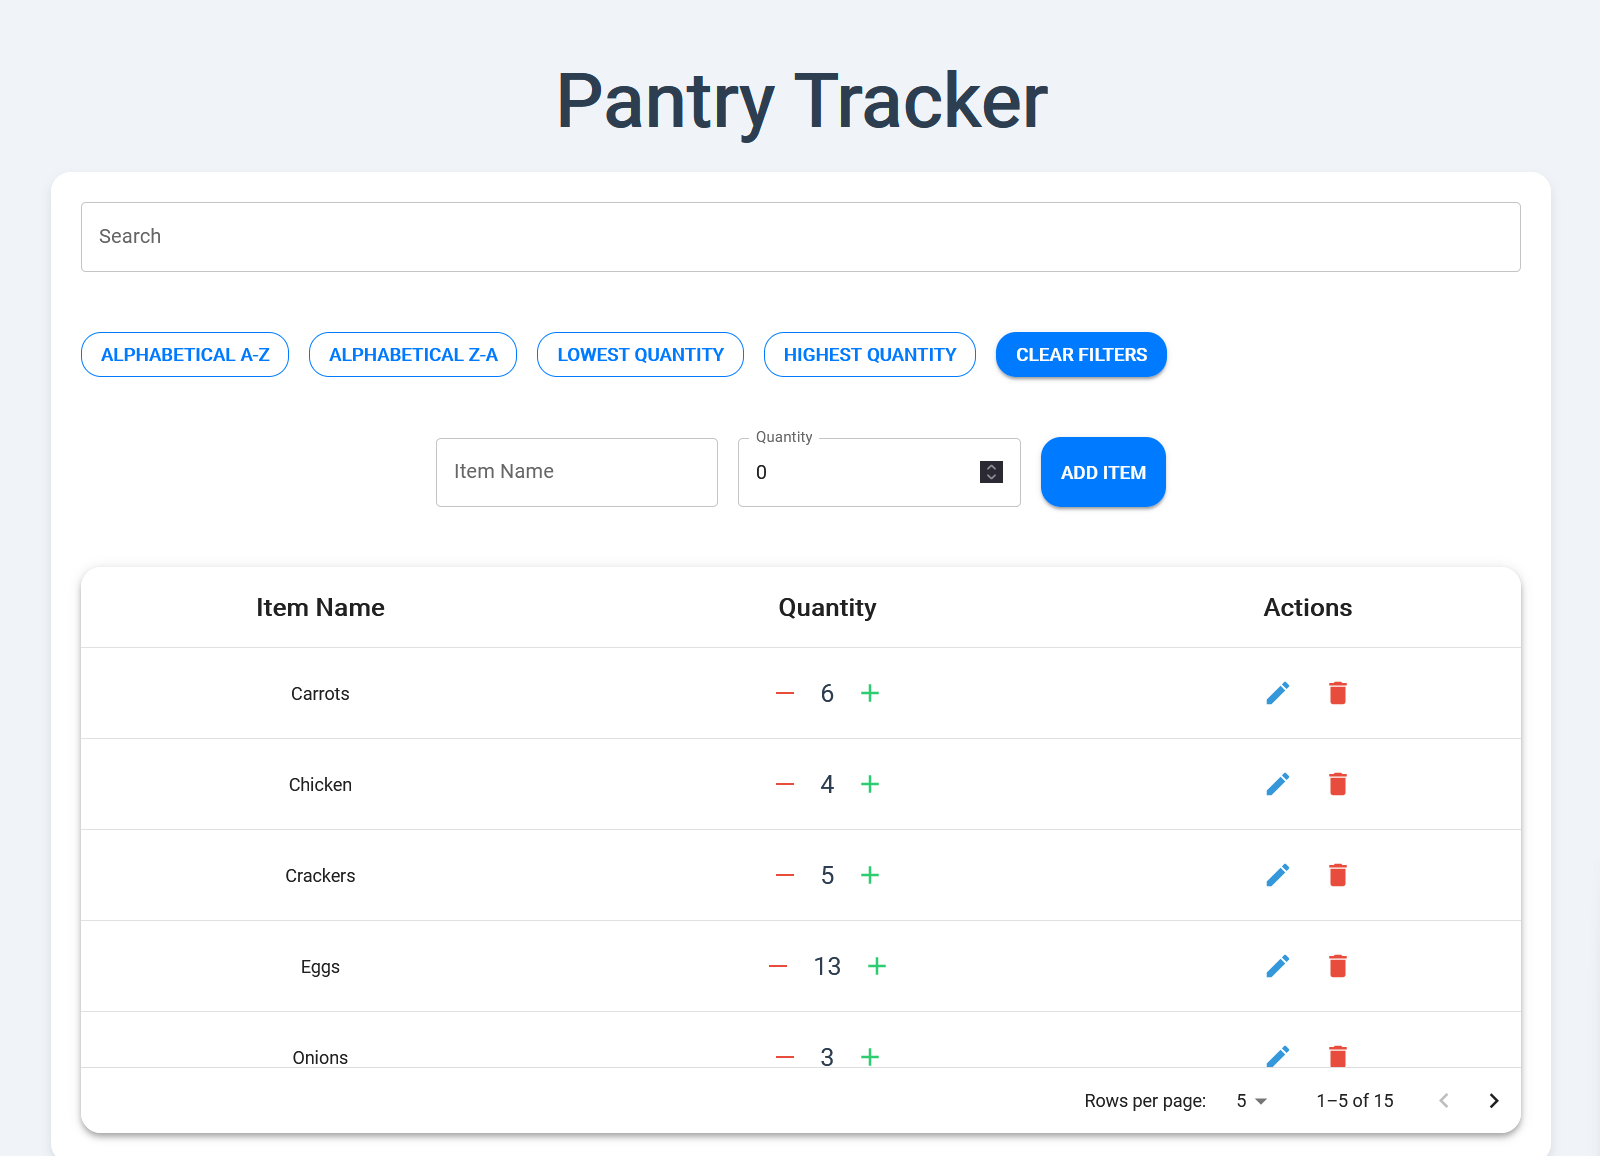 Pantry Tracker
Search
ALPHABETICAL A-Z ALPHABETICAL Z-A LOWEST QUANTITY HIGHEST QUANTITY CLEAR FILTERS
Quantity
Item Name 0 ADD ITEM
Item Name Quantity Actions
Carrots 6
Chicken 4
Crackers 5
Eggs 13
Onions 3
Rows per page: 5 1–5 of 15